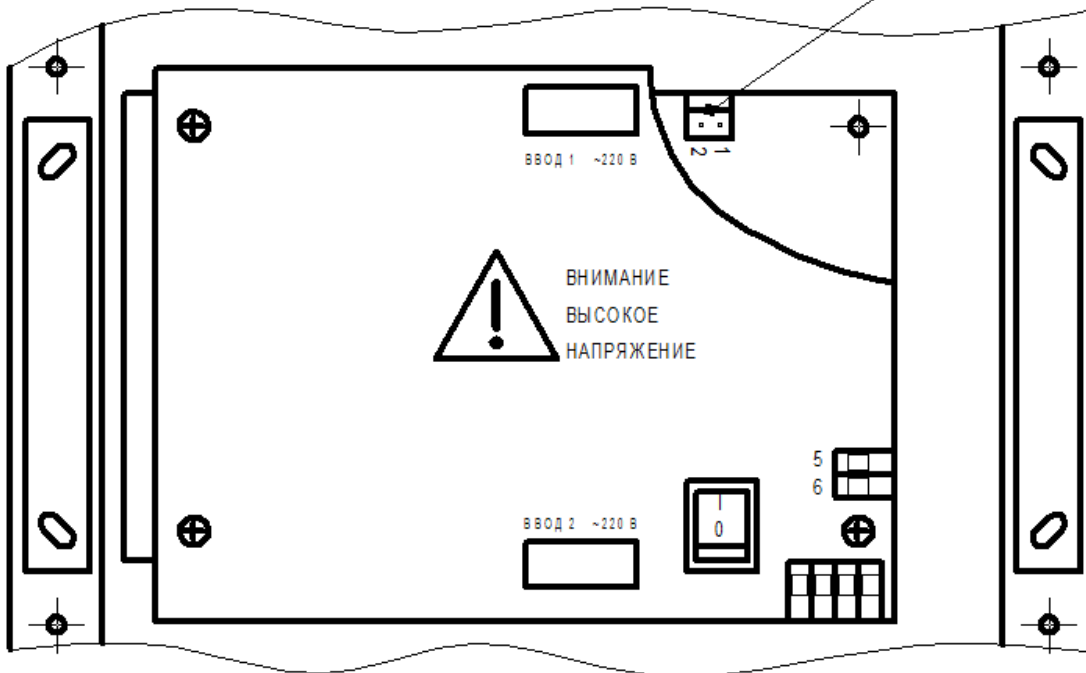 ВВОД 1 ~220 В
2 1
ВНИМАНИЕ
ВЫСОКОЕ
НАПРЯЖЕНИЕ
5
6
ВВОД 2 ~220 В
I
0